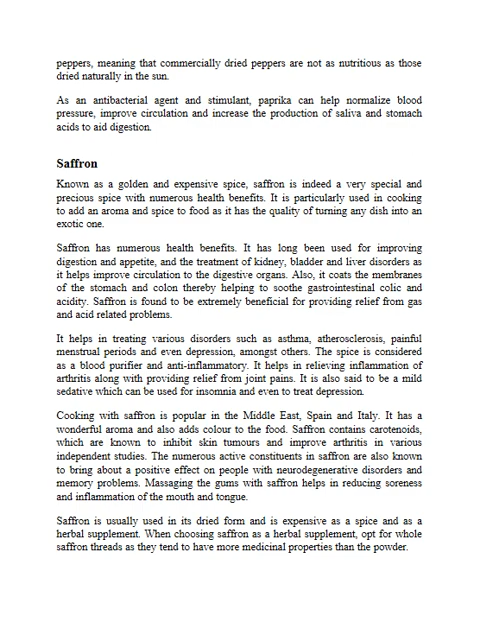 peppers, meaning that commercially dried peppers are not as nutritious as those
dried naturally in the sun.
As an antibacterial agent and stimulant, paprika can help normalize blood
pressure, improve circulation and increase the production of saliva and stomach
acids to aid digestion.
Saffron
Known as a golden and expensive spice, saffron is indeed a very special and
precious spice with numerous health benefits. It is particularly used in cooking
to add an aroma and spice to food as it has the quality of turning any dish into an
exotic one.
Saffron has numerous health benefits. It has long been used for improving
digestion and appetite, and the treatment of kidney, bladder and liver disorders as
it helps improve circulation to the digestive organs. Also, it coats the membranes
of the stomach and colon thereby helping to soothe gastrointestinal colic and
acidity. Saffron is found to be extremely beneficial for providing relief from gas
and acid related problems.
It helps in treating various disorders such as asthma, atherosclerosis, painful
menstrual periods and even depression, amongst others. The spice is considered
as a blood purifier and anti-inflammatory. It helps in relieving inflammation of
arthritis along with providing relief from joint pains. It is also said to be a mild
sedative which can be used for insomnia and even to treat depression.
Cooking with saffron is popular in the Middle East, Spain and Italy. It has a
wonderful aroma and also adds colour to the food. Saffron contains carotenoids,
which are known to inhibit skin tumours and improve arthritis in various
independent studies. The numerous active constituents in saffron are also known
to bring about a positive effect on people with neurodegenerative disorders and
memory problems. Massaging the gums with saffron helps in reducing soreness
and inflammation of the mouth and tongue.
Saffron is usually used in its dried form and is expensive as a spice and as a
herbal supplement. When choosing saffron as a herbal supplement, opt for whole
saffron threads as they tend to have more medicinal properties than the powder.